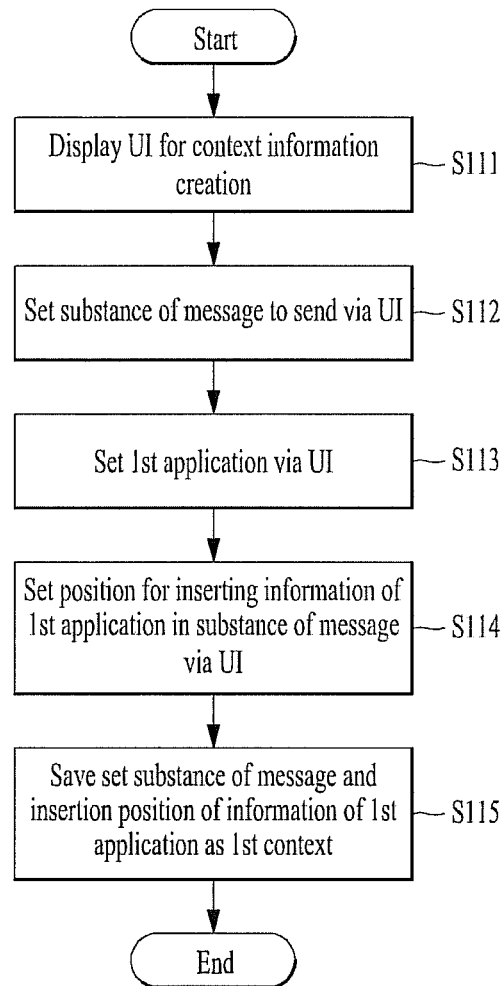 Start
Display UI for context information
creation
S111
Set substance of message to send via UI
S112
Set 1st application via UI
S113
Set position for inserting information of
1st application in substance of message
via UI
S114
Save set substance of message and
insertion position of information of 1st
application as 1st context
S115
End